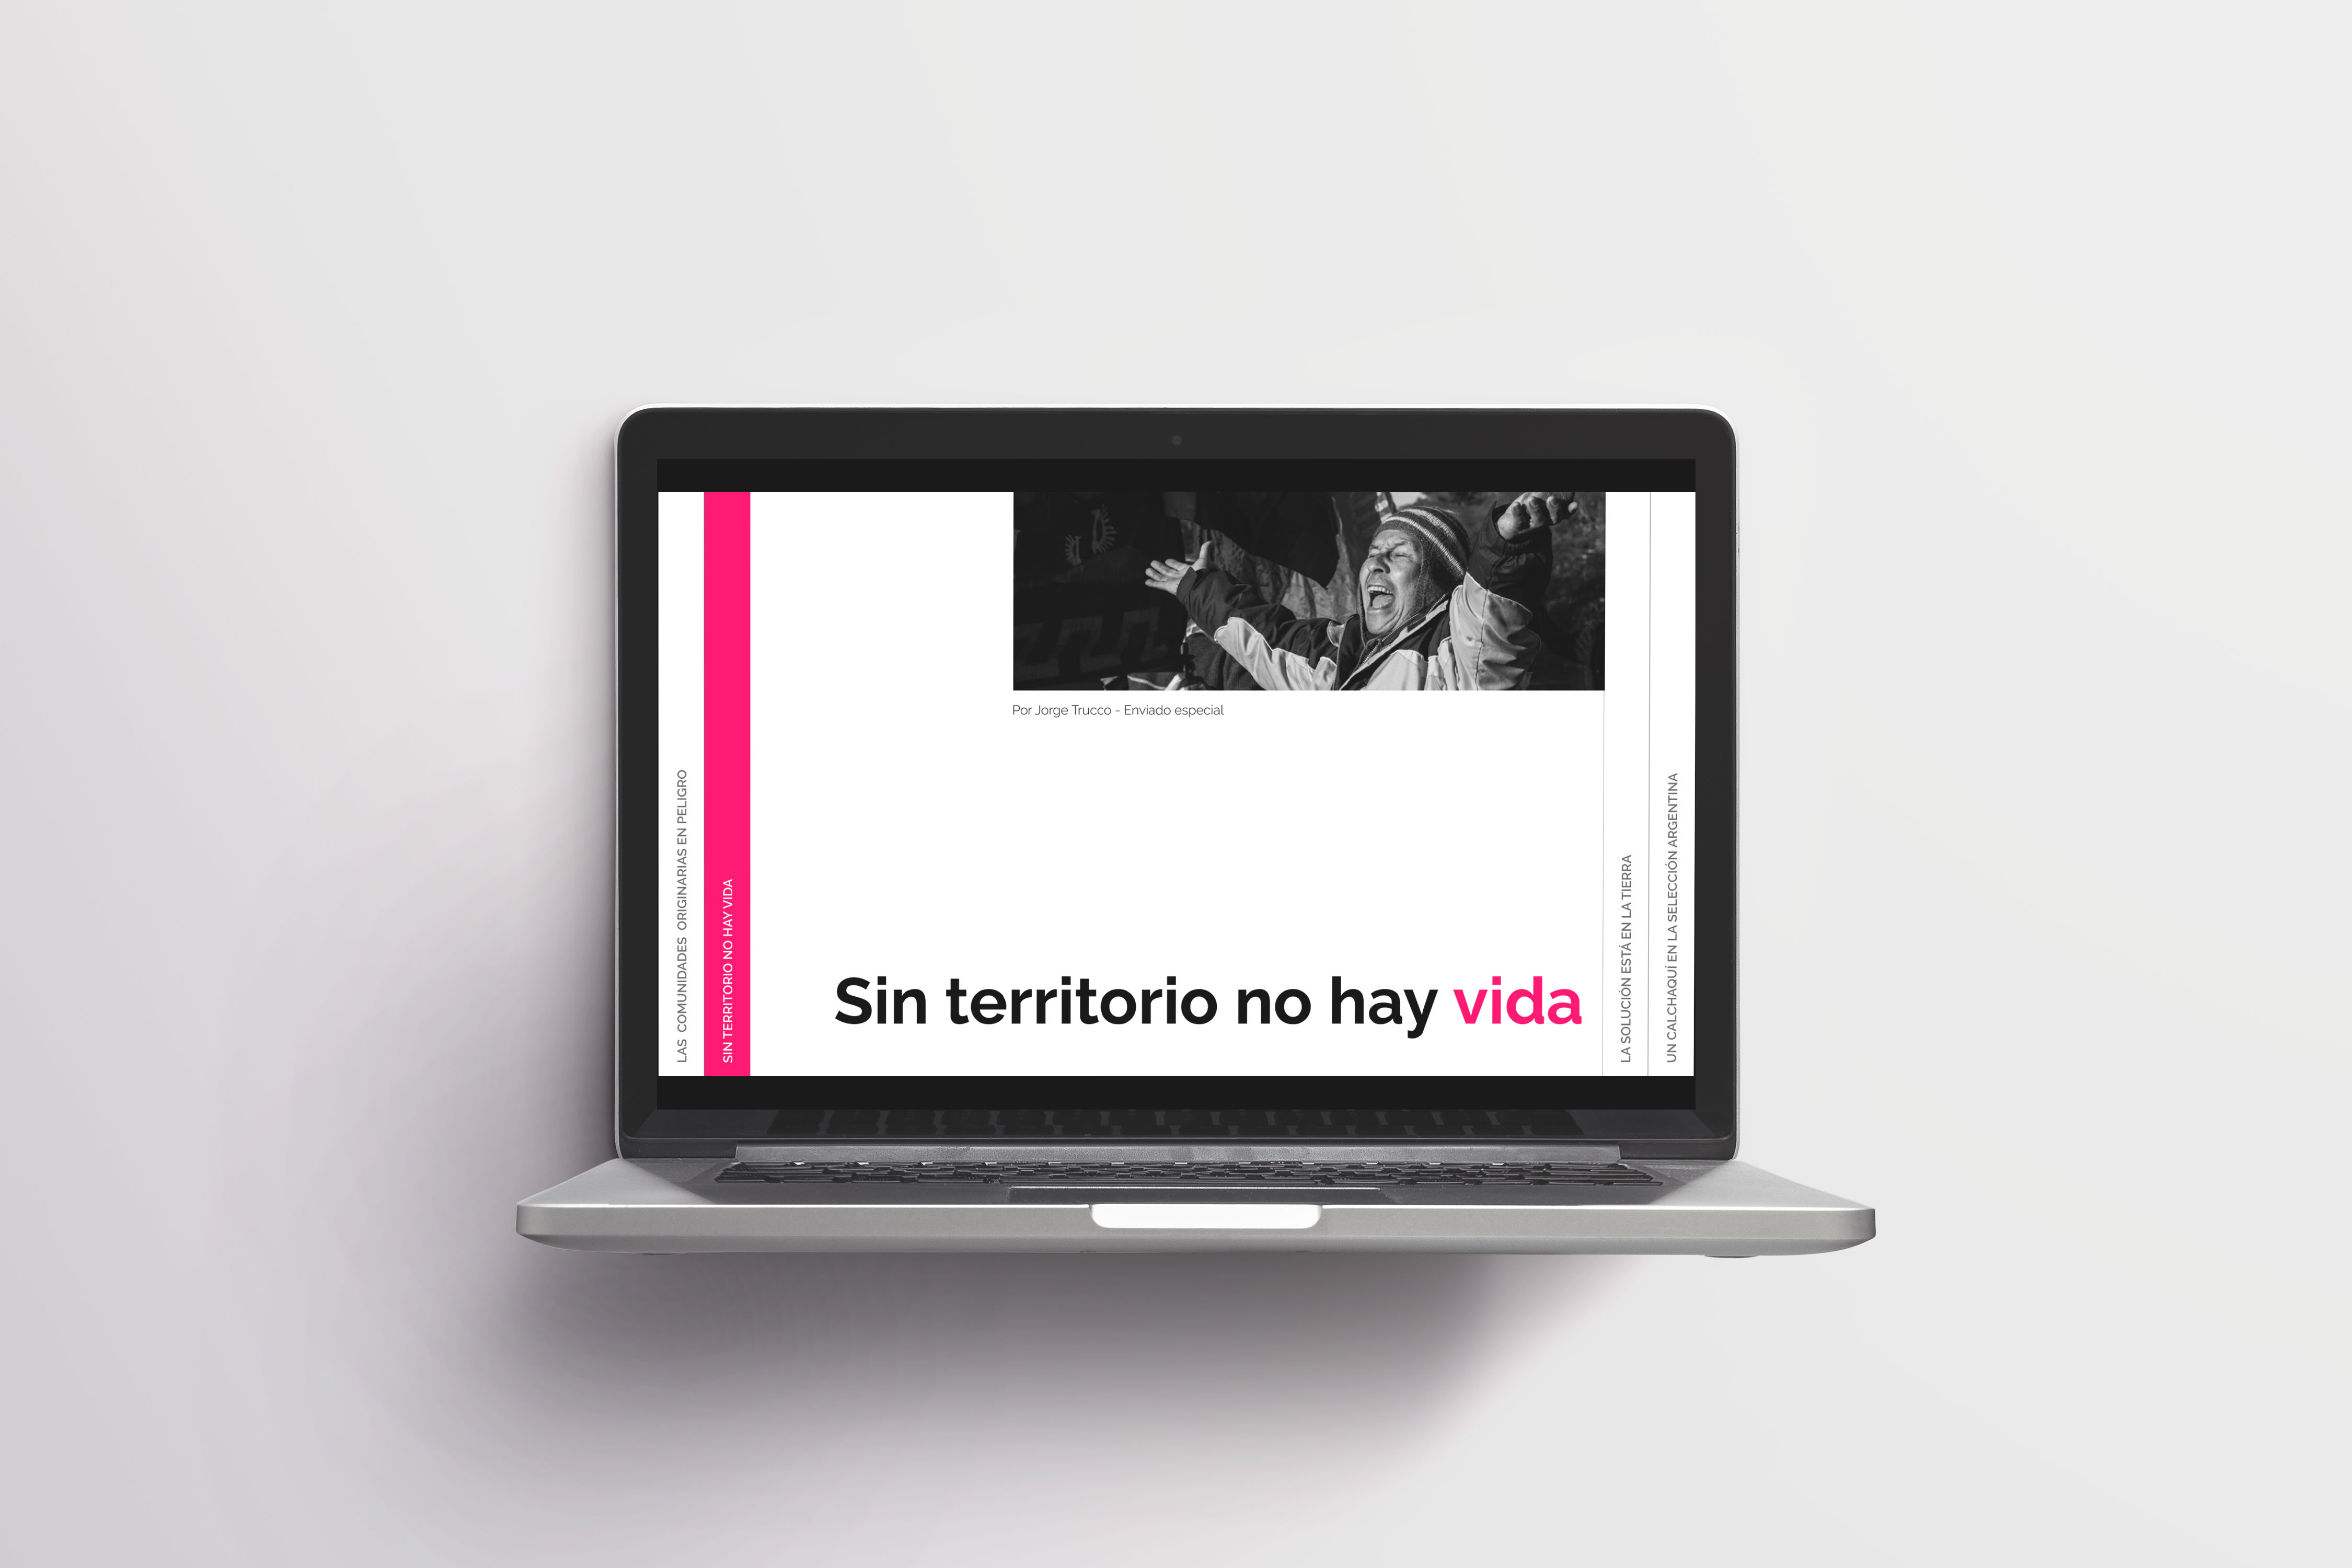 LAS COMUNIDADES ORIGINARIAS EN PELIGRO
SIN TERRITORIO NO HAY VIDA
Por Jorge Trucco - Enviado especial
Sin territorio no hay vida
LA SOLUCIÓN ESTÁ EN LA TIERRA
UN CALCHAQUÍ EN LA SELECCIÓN ARGENTINA